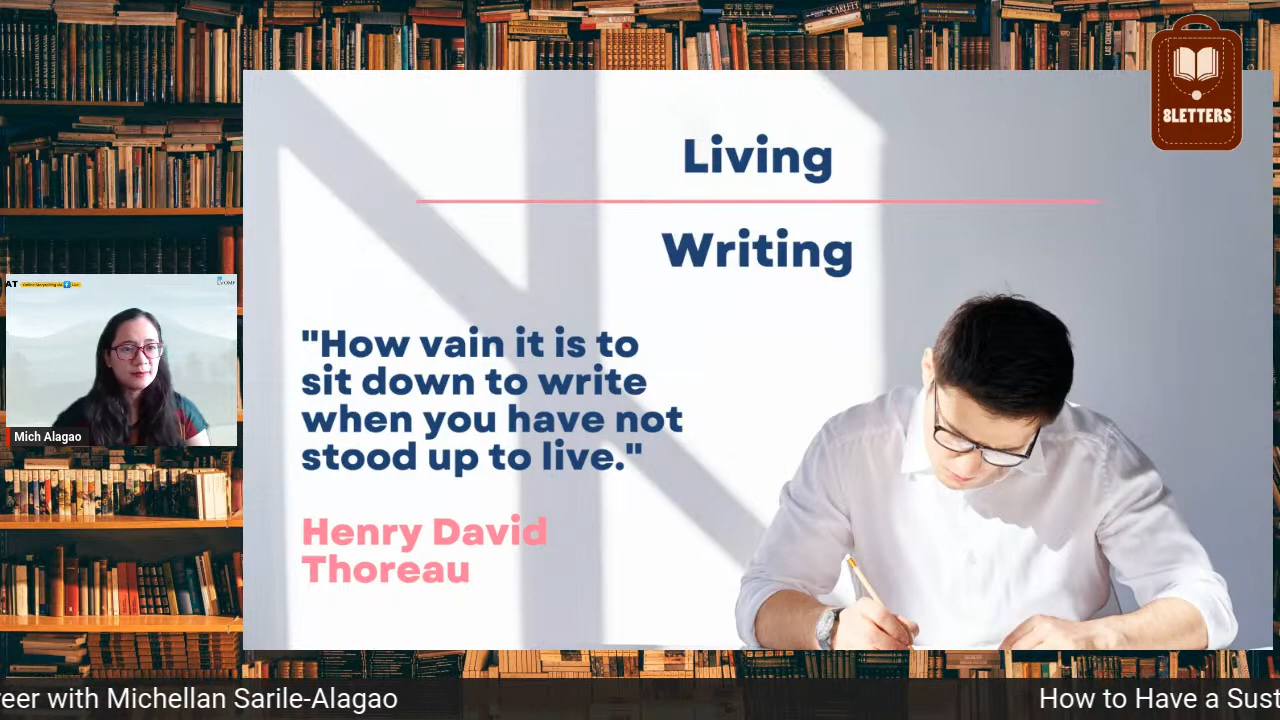 8LETTERS
Living
Writing
"How vain it is to
sit down to write
when you have not
stood up to live."
Henry David
Thoreau
AT
Mich Alagao
reer with Michellan Sarile-Alagao
How to Have a Sust